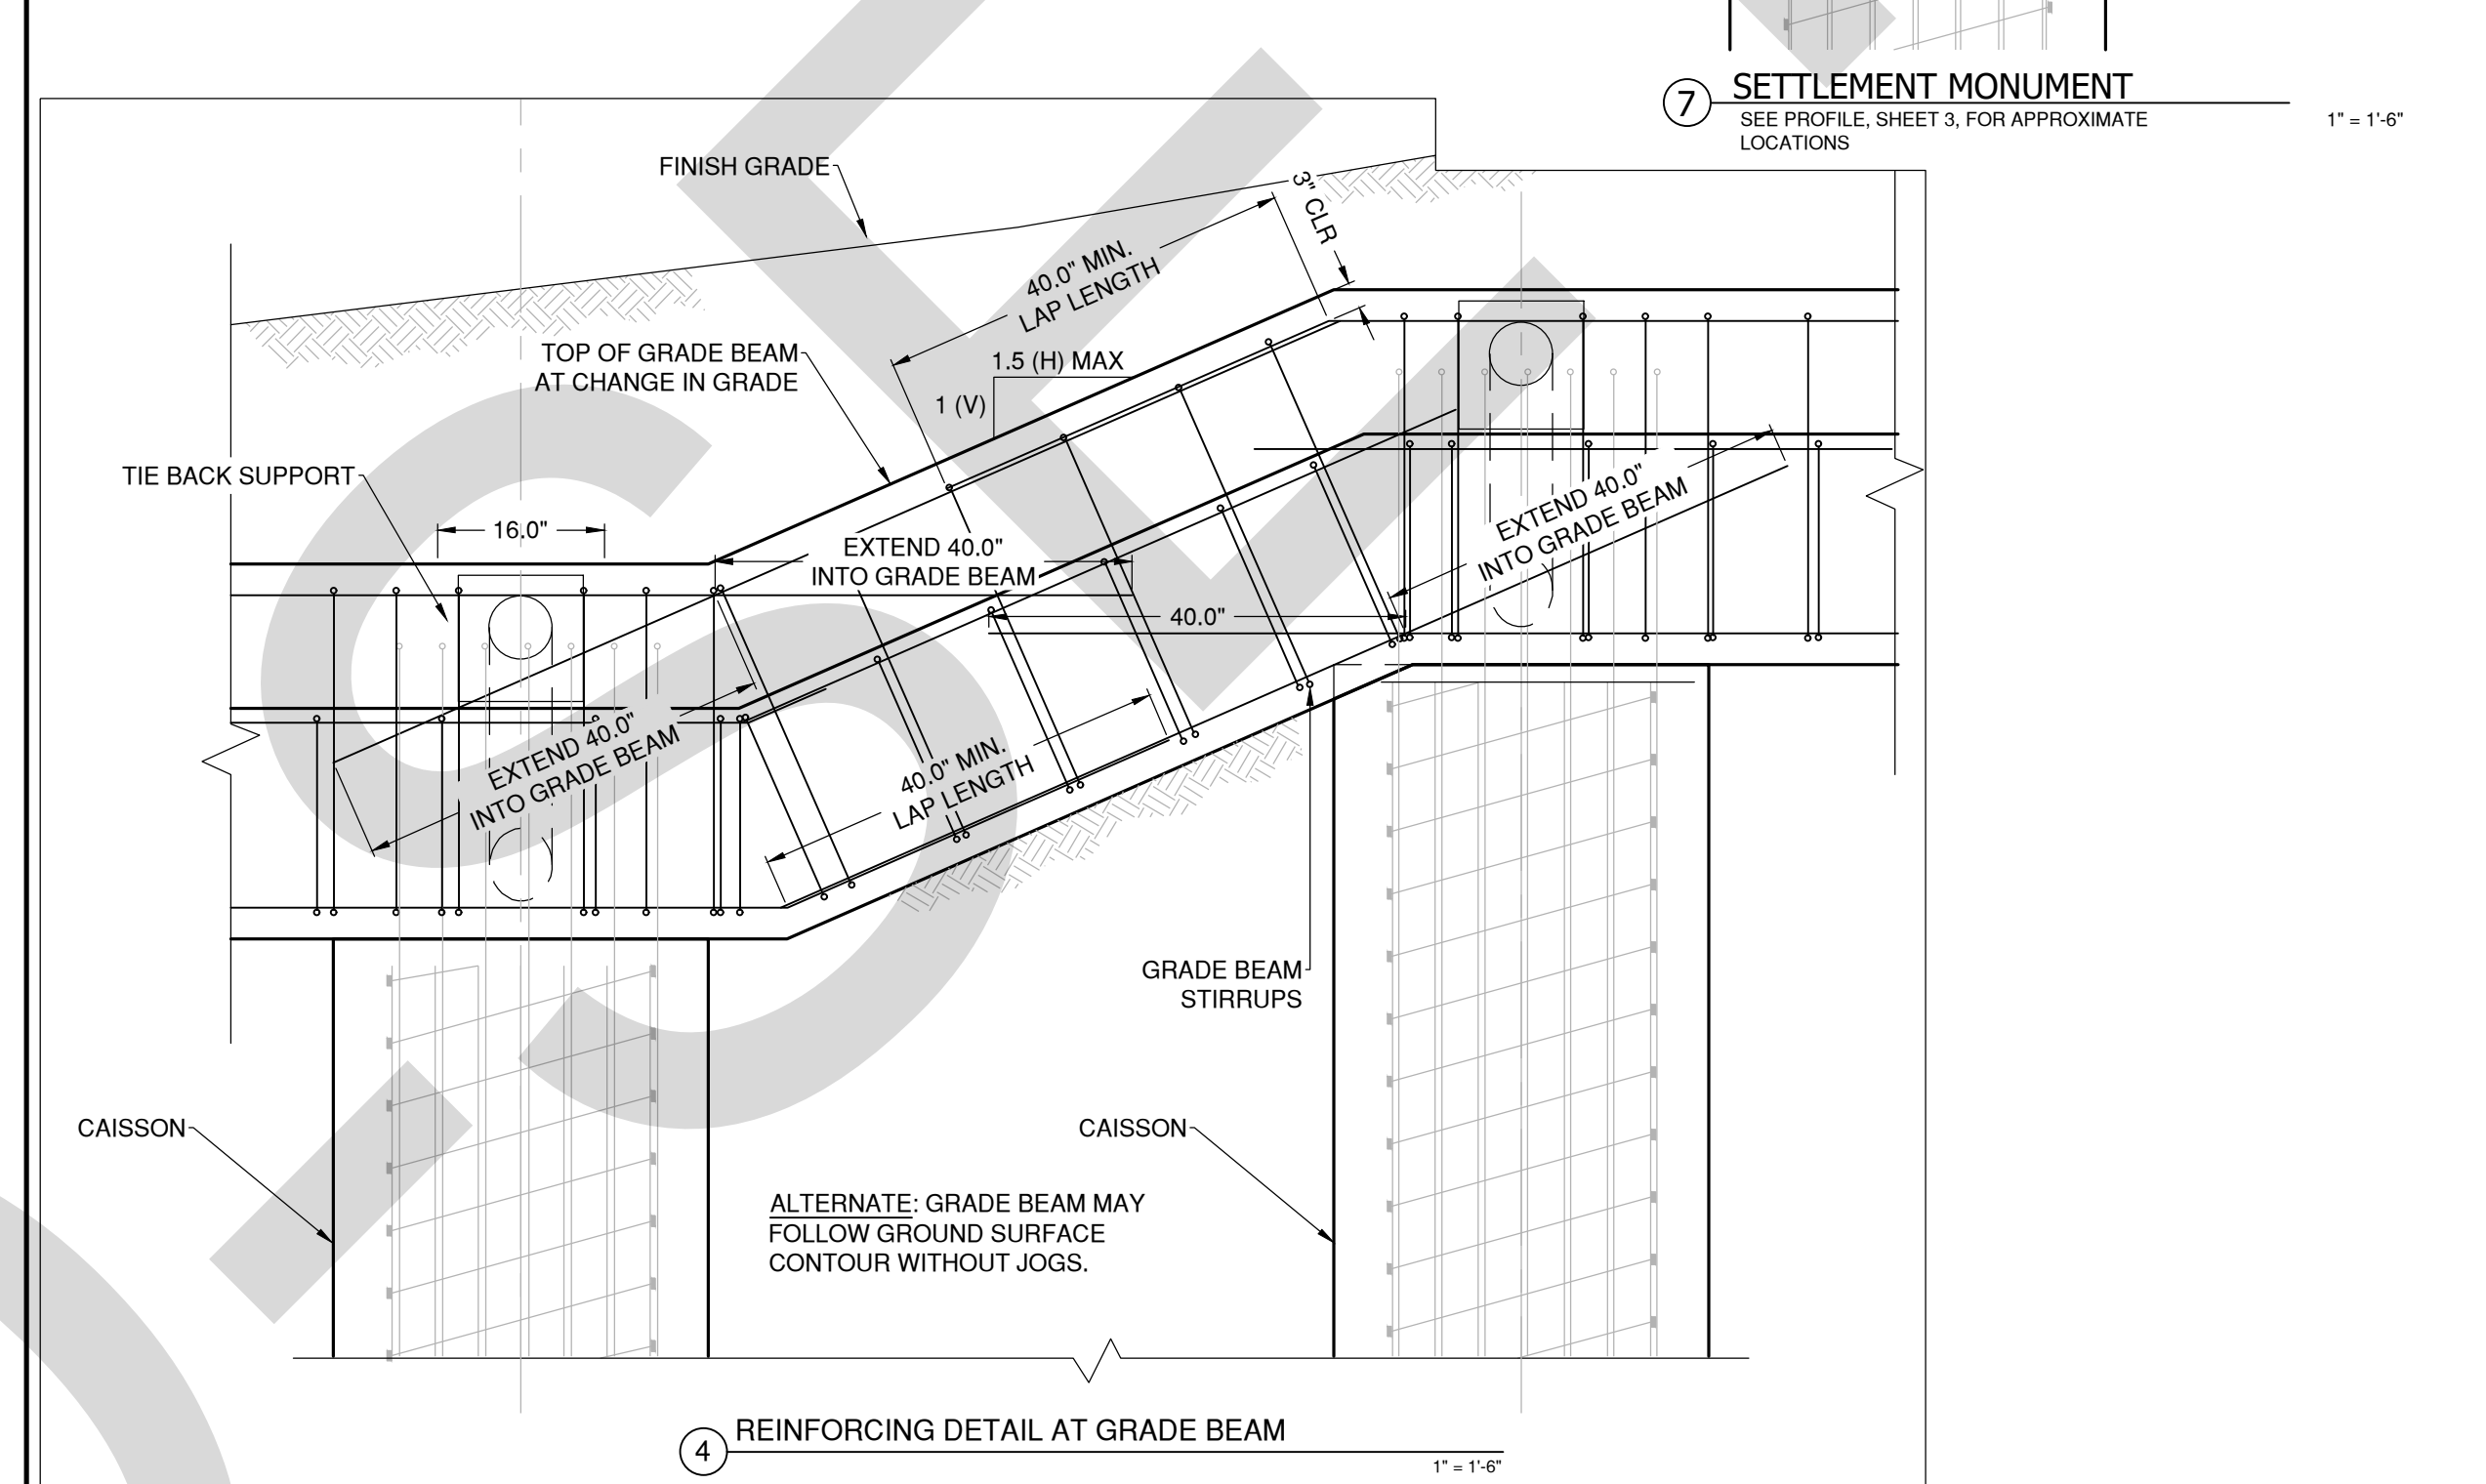 7
SETTLEMENT MONUMENT
SEE PROFILE, SHEET 3, FOR APPROXIMATE
LOCATIONS
1" = 1'-6"
FINISH GRADE
3" CLR
40.0" MIN.
LAP LENGTH
TOP OF GRADE BEAM
AT CHANGE IN GRADE
1.5 (H) MAX
1 (V)
TIE BACK SUPPORT
16.0"
EXTEND 40.0"
INTO GRADE BEAM
EXTEND 40.0"
INTO GRADE BEAM
40.0"
EXTEND 40.0"
INTO GRADE BEAM
40.0" MIN.
LAP LENGTH
GRADE BEAM
STIRRUPS
CAISSON
CAISSON
ALTERNATE: GRADE BEAM MAY
FOLLOW GROUND SURFACE
CONTOUR WITHOUT JOGS.
4
REINFORCING DETAIL AT GRADE BEAM
1" = 1'-6"